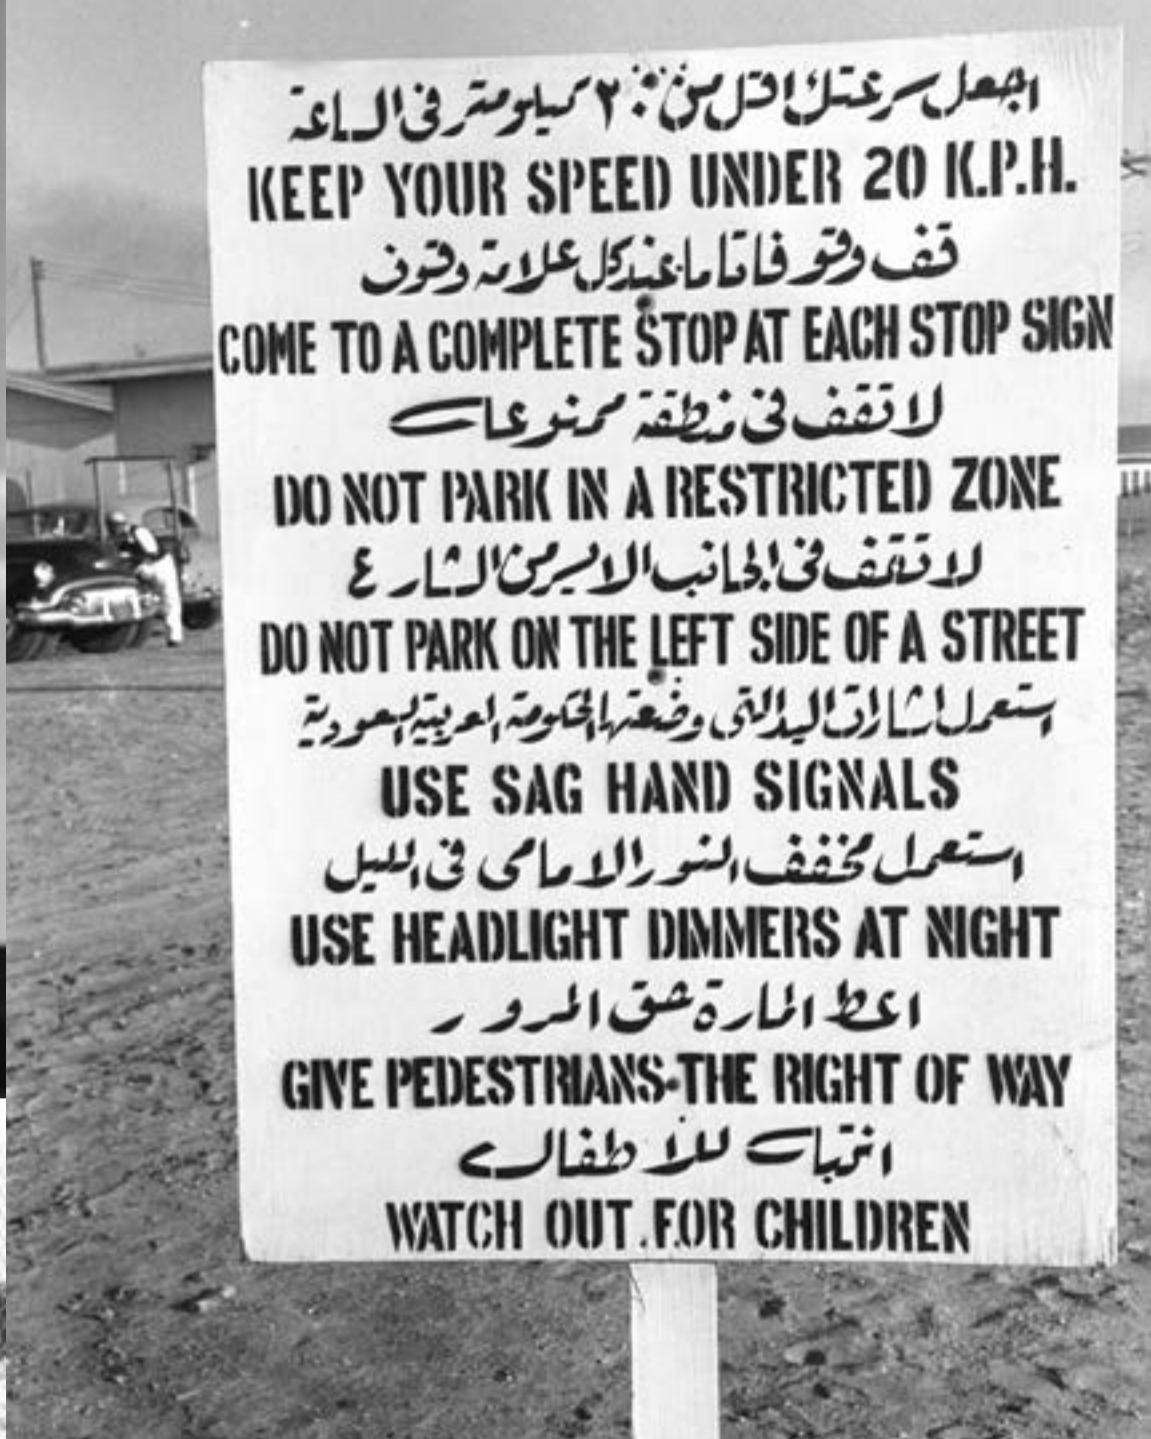 اجعل سرعتك اقل من ٢٠ كيلومتر في الساعة
KEEP YOUR SPEED UNDER 20 K.P.H.
قف وقوفا تاما عند كل علامة وقوف
COME TO A COMPLETE STOP AT EACH STOP SIGN
لا تقف في منطقة ممنوعات
DO NOT PARK IN A RESTRICTED ZONE
لا تقف في الجانب الايسر من الشارع
DO NOT PARK ON THE LEFT SIDE OF A STREET
استعمل اشارات اليد التي وضعتها الحكومة العربية السعودية
USE SAG HAND SIGNALS
استعمل مخفف النور الامامي في الليل
USE HEADLIGHT DIMMERS AT NIGHT
اعط المارة حق المرور
GIVE PEDESTRIANS THE RIGHT OF WAY
للاطفال
WATCH OUT FOR CHILDREN